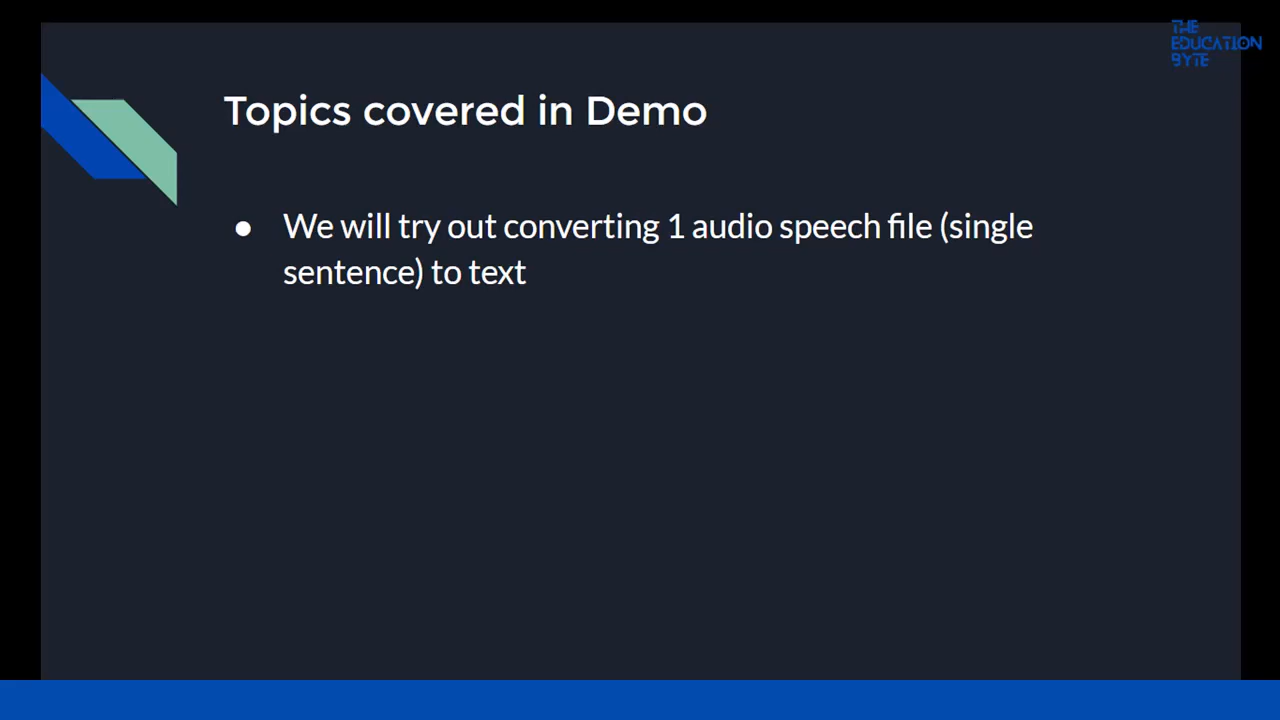 THE
EDUCATION
BYTE
Topics covered in Demo
● We will try out converting 1 audio speech file (single
sentence) to text